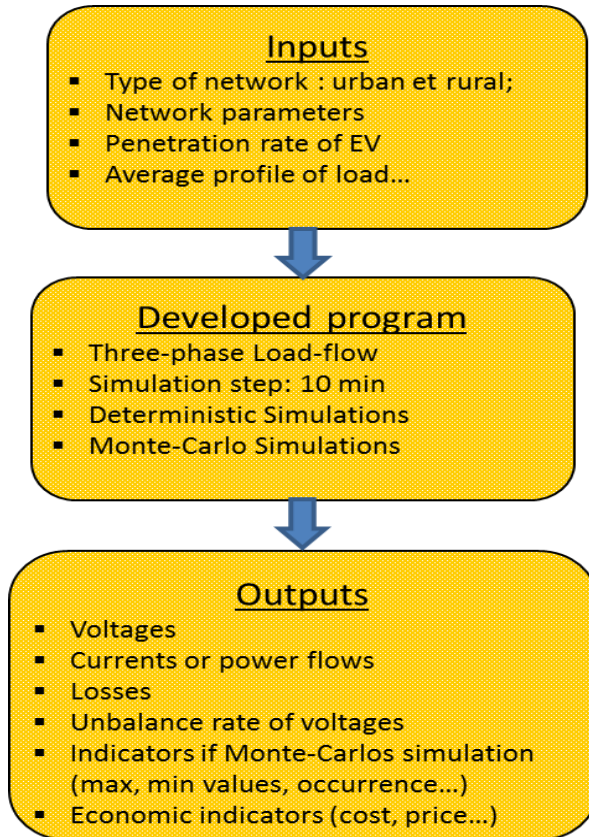 Inputs
▪ Type of network : urban et rural;
▪ Network parameters
▪ Penetration rate of EV
▪ Average profile of load...
Developed program
▪ Three-phase Load-flow
▪ Simulation step: 10 min
▪ Deterministic Simulations
▪ Monte-Carlo Simulations
Outputs
▪ Voltages
▪ Currents or power flows
▪ Losses
▪ Unbalance rate of voltages
▪ Indicators if Monte-Carlos simulation
(max, min values, occurrence...)
▪ Economic indicators (cost, price...)